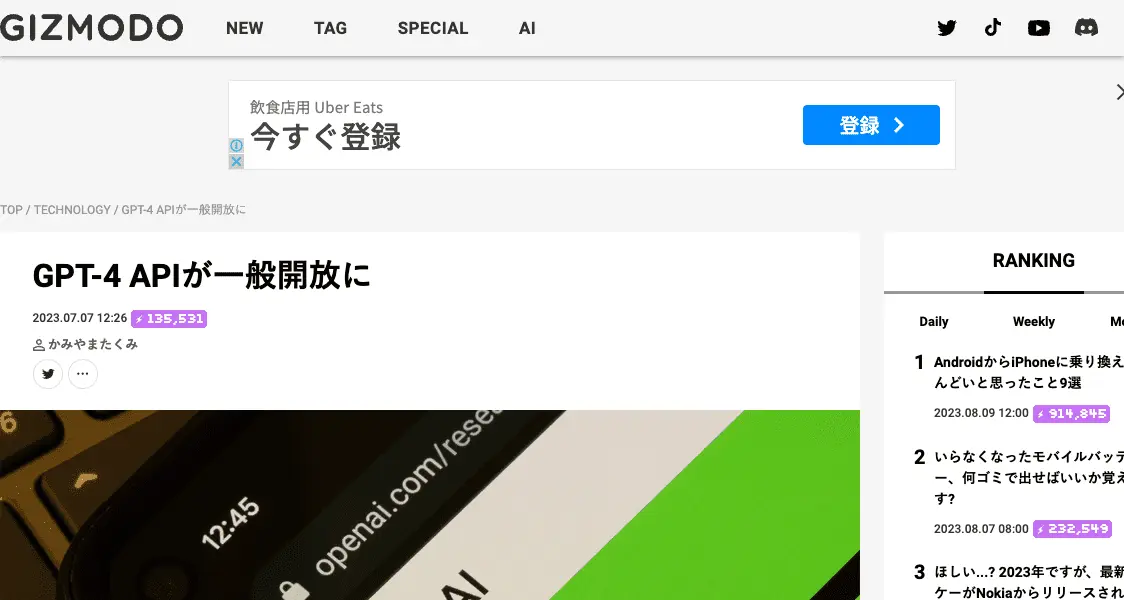 GIZMODO
NEW
TAG
SPECIAL
AI
飲食店用 Uber Eats
今すぐ登録
登録
TOP / TECHNOLOGY / GPT-4 APIが一般開放に
GPT-4 APIが一般開放に
2023.07.07 12:26 135,531
かみやまたくみ
6
12:45
openai.com/resea
AI
RANKING
Daily
Weekly
1 AndroidからiPhoneに乗り換え
んどいと思ったこと9選
2023.08.09 12:00 914,845
2 いらなくなったモバイルバッテ
ー、何ゴミで出せばいいか覚え
す?
2023.08.07 08:00 232,549
3 ほしい...? 2023年ですが、最新
ケーがNokiaからリリースされ